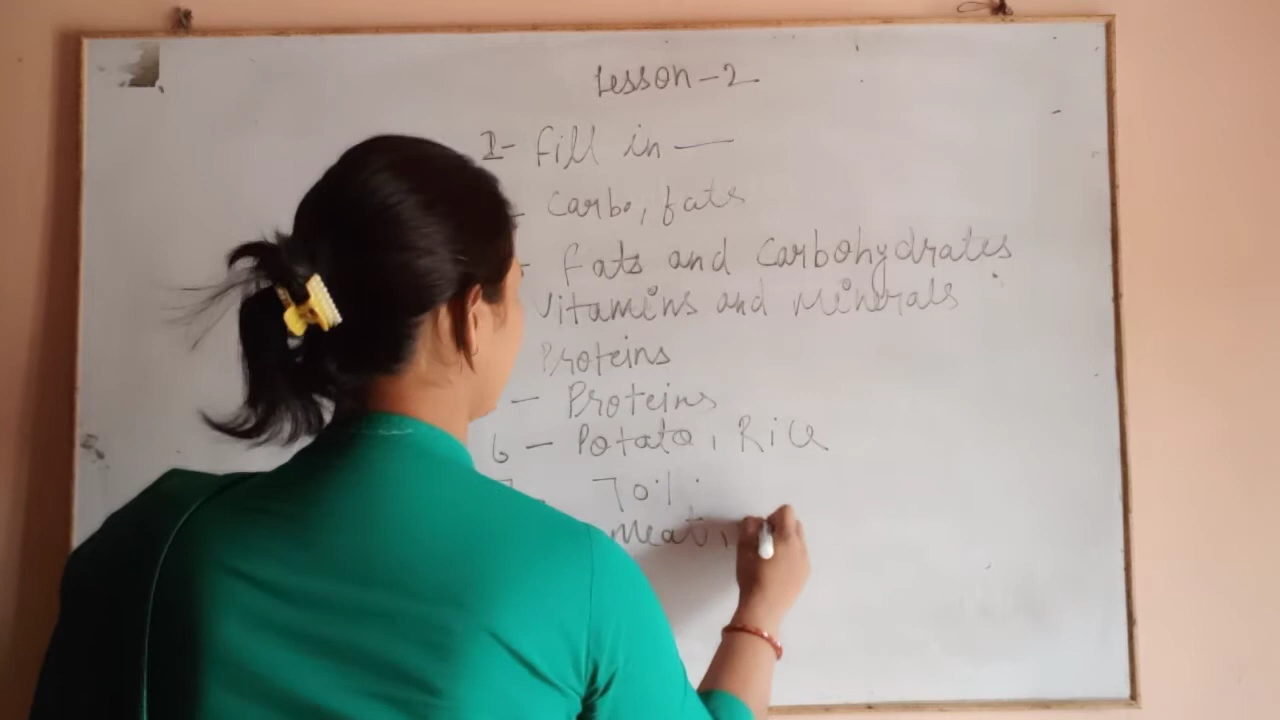 Lesson-2
I- Fill in —
- Carbo, fats
- Fats and Carbohydrates
Vitamins and Minerals
Proteins
- Proteins
6 - Potato, Rice
7 - 70%
Meat,